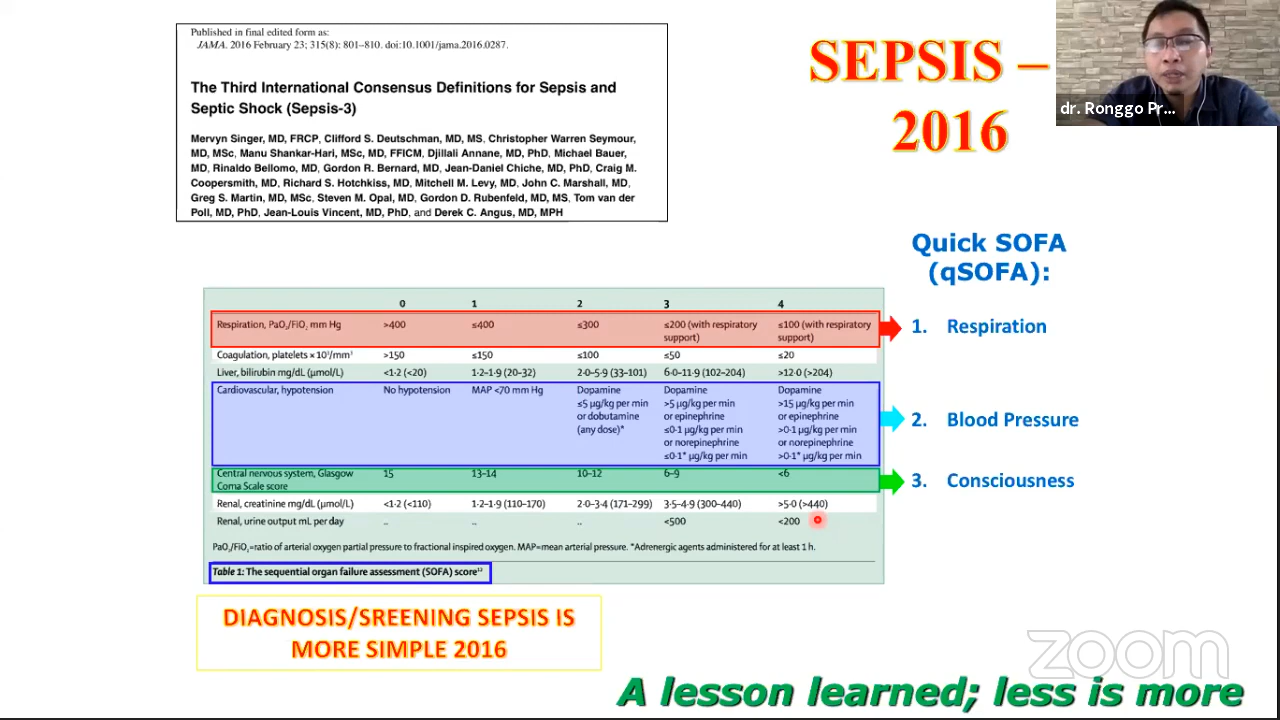 Published in final edited form as:
JAMA. 2016 February 23; 315(8): 801–810. doi:10.1001/jama.2016.0287.
The Third International Consensus Definitions for Sepsis and
Septic Shock (Sepsis-3)
Mervyn Singer, MD, FRCP, Clifford S. Deutschman, MD, MS, Christopher Warren Seymour,
MD, MSc, Manu Shankar-Hari, MSc, MD, FFICM, Djillali Annane, MD, PhD, Michael Bauer,
MD, Rinaldo Bellomo, MD, Gordon R. Bernard, MD, Jean-Daniel Chiche, MD, PhD, Craig M.
Coopersmith, MD, Richard S. Hotchkiss, MD, Mitchell M. Levy, MD, John C. Marshall, MD,
Greg S. Martin, MD, MSc, Steven M. Opal, MD, Gordon D. Rubenfeld, MD, MS, Tom van der
Poll, MD, PhD, Jean-Louis Vincent, MD, PhD, and Derek C. Angus, MD, MPH
SEPSIS –
2016
dr. Ronggo Pr...
Quick SOFA
(qSOFA):
1. Respiration
2. Blood Pressure
3. Consciousness
0 1 2 3 4
Respiration, PaO₂/FiO₂ mm Hg >400 ≤400 ≤300 ≤200 (with respiratory ≤100 (with respiratory
support) support)
Coagulation, platelets × 10³/mm³ >150 ≤150 ≤100 ≤50 ≤20
Liver, bilirubin mg/dL (μmol/L) <1·2 (<20) 1·2–1·9 (20–32) 2·0–5·9 (33–101) 6·0–11·9 (102–204) >12·0 (>204)
Cardiovascular, hypotension No hypotension MAP <70 mm Hg Dopamine Dopamine Dopamine
≤5 μg/kg per min >5 μg/kg per min >15 μg/kg per min
or dobutamine or epinephrine or epinephrine
(any dose)* ≤0·1 μg/kg per min >0·1 μg/kg per min
or norepinephrine or norepinephrine
≤0·1* μg/kg per min >0·1* μg/kg per min
Central nervous system, Glasgow 15 13–14 10–12 6–9 <6
Coma Scale score
Renal, creatinine mg/dL (μmol/L) <1·2 (<110) 1·2–1·9 (110–170) 2·0–3·4 (171–299) 3·5–4·9 (300–440) >5·0 (>440)
Renal, urine output mL per day .. .. .. <500 <200
PaO₂/FiO₂=ratio of arterial oxygen partial pressure to fractional inspired oxygen. MAP=mean arterial pressure. *Adrenergic agents administered for at least 1 h.
Table 1: The sequential organ failure assessment (SOFA) score¹²
DIAGNOSIS/SREENING SEPSIS IS
MORE SIMPLE 2016
zoom
A lesson learned; less is more